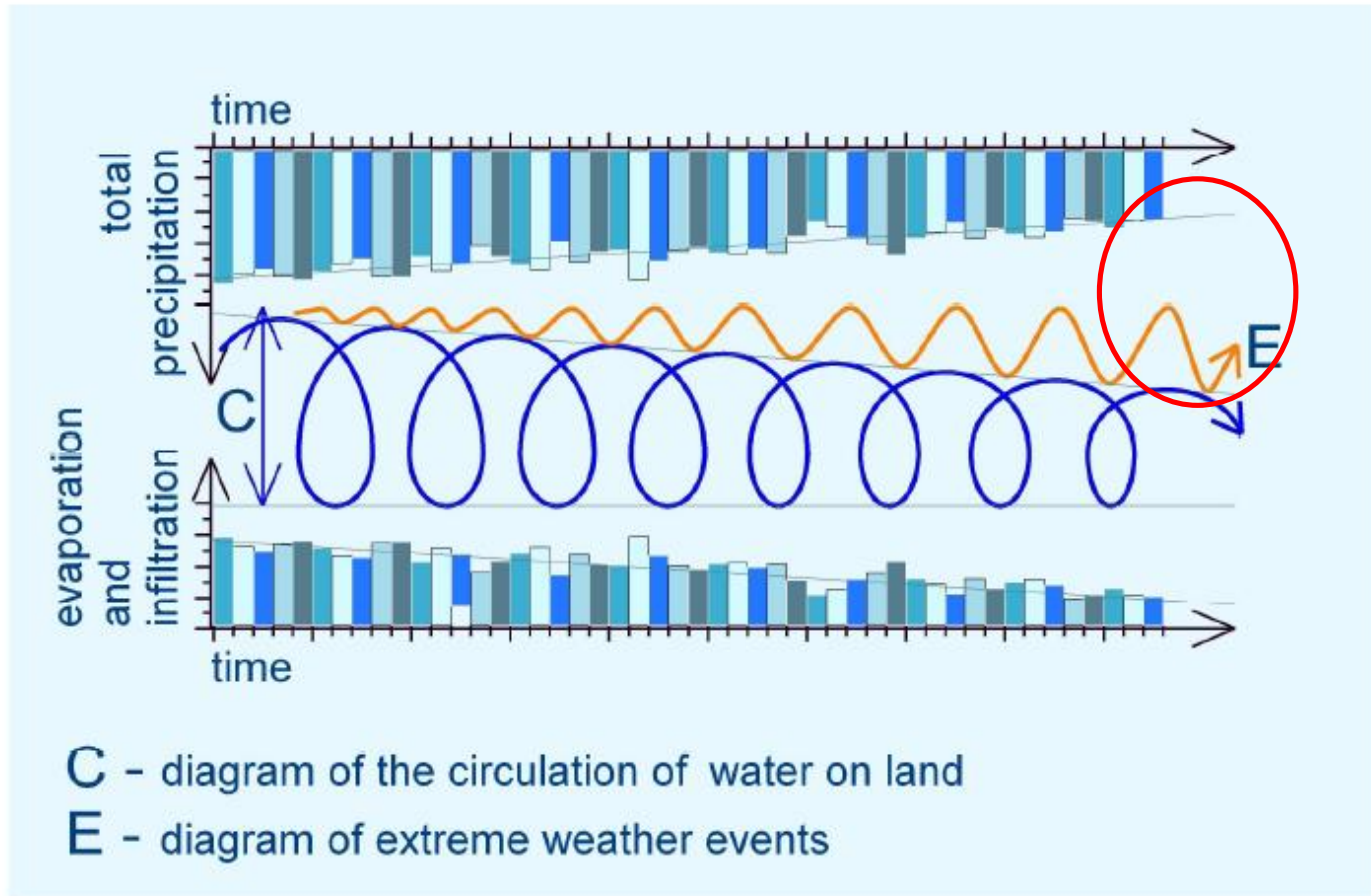 time
total
precipitation
C
E
evaporation
and
infiltration
time
C - diagram of the circulation of water on land
E - diagram of extreme weather events